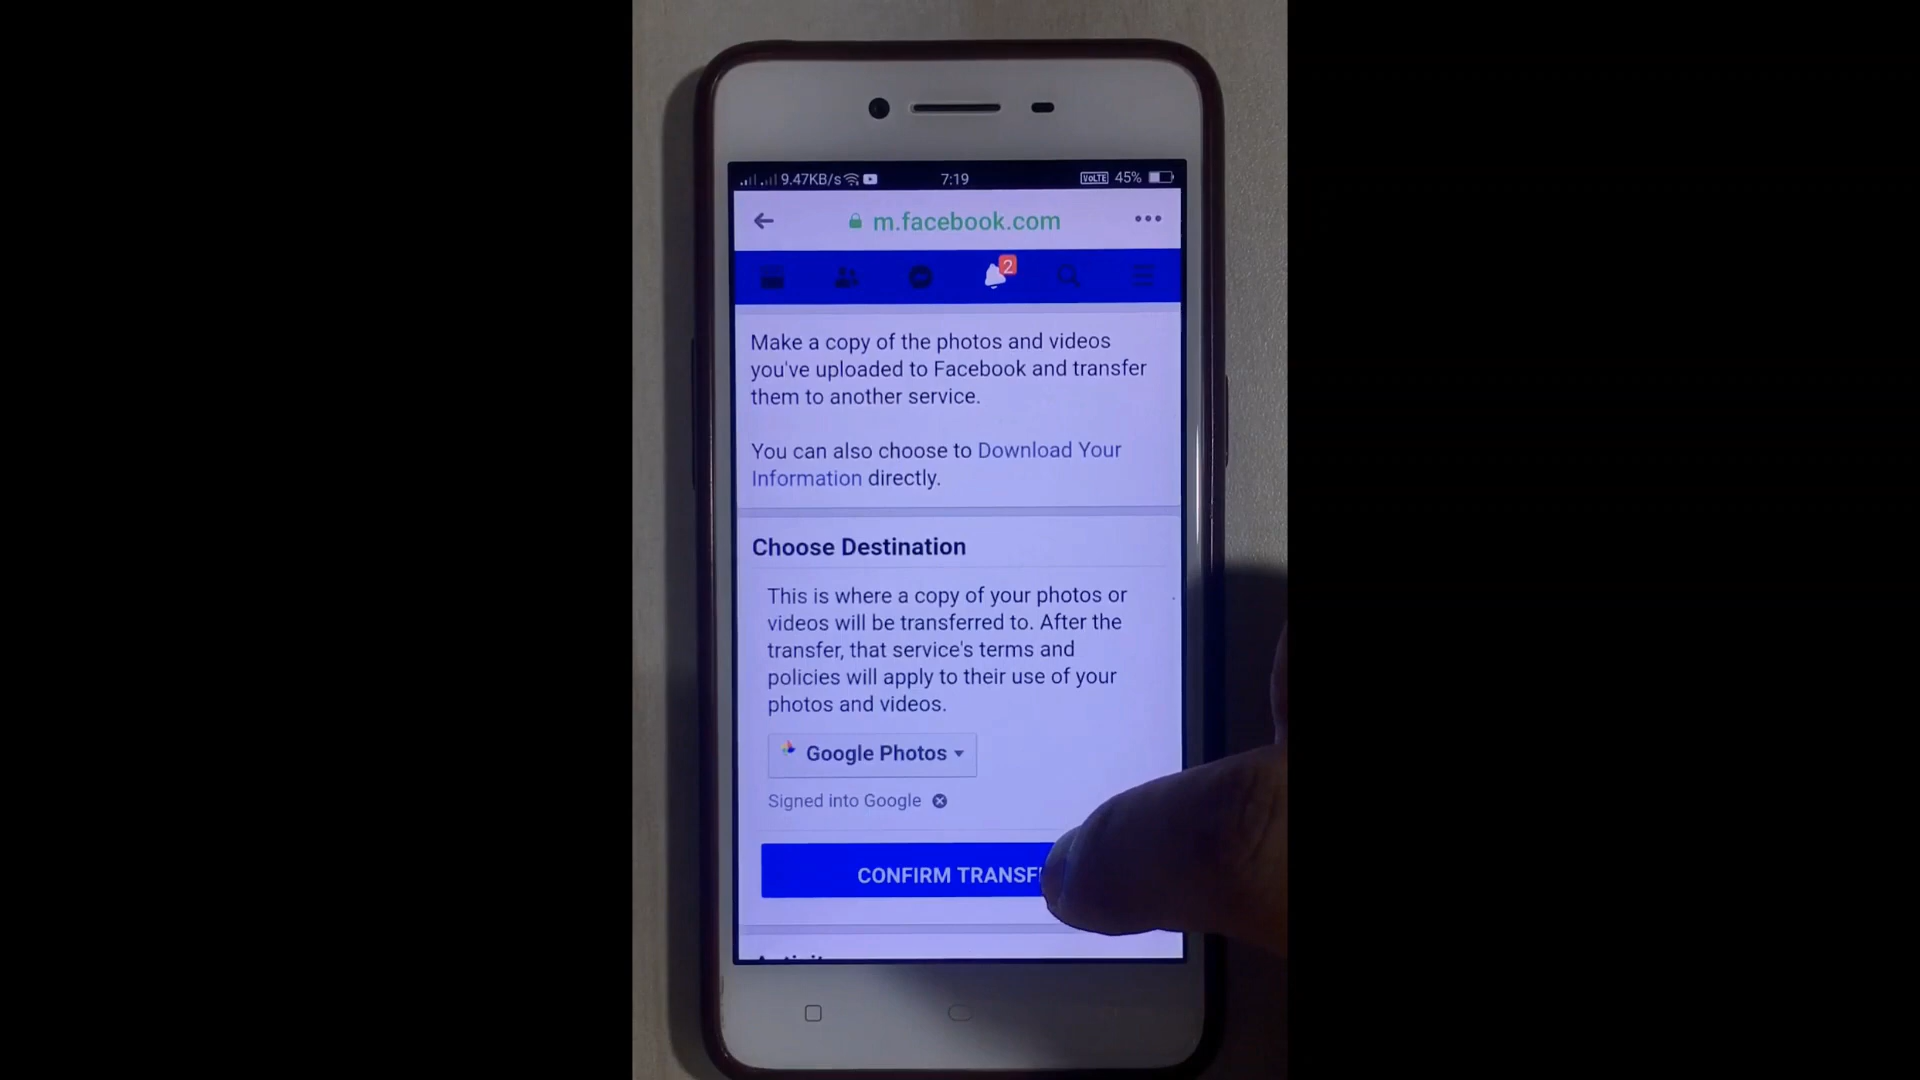 9.47KB/s 7:19 VoLTE 45%
m.facebook.com
2
Make a copy of the photos and videos
you've uploaded to Facebook and transfer
them to another service.
You can also choose to Download Your
Information directly.
Choose Destination
This is where a copy of your photos or
videos will be transferred to. After the
transfer, that service's terms and
policies will apply to their use of your
photos and videos.
Google Photos
Signed into Google
CONFIRM